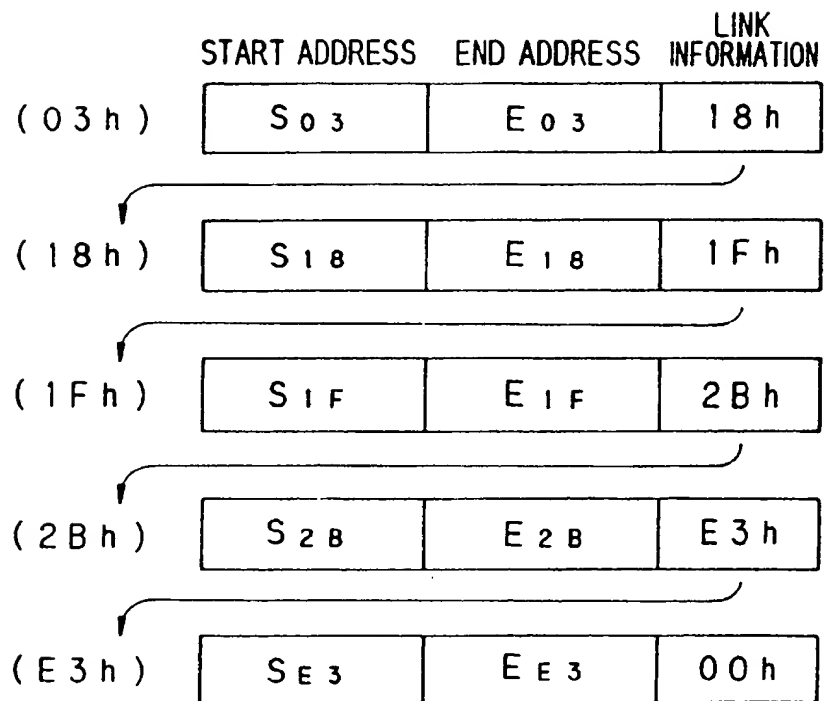 START ADDRESS END ADDRESS LINK INFORMATION
(03h) S03 E03 18h
(18h) S18 E18 1Fh
(1Fh) S1F E1F 2Bh
(2Bh) S2B E2B E3h
(E3h) SE3 EE3 00h